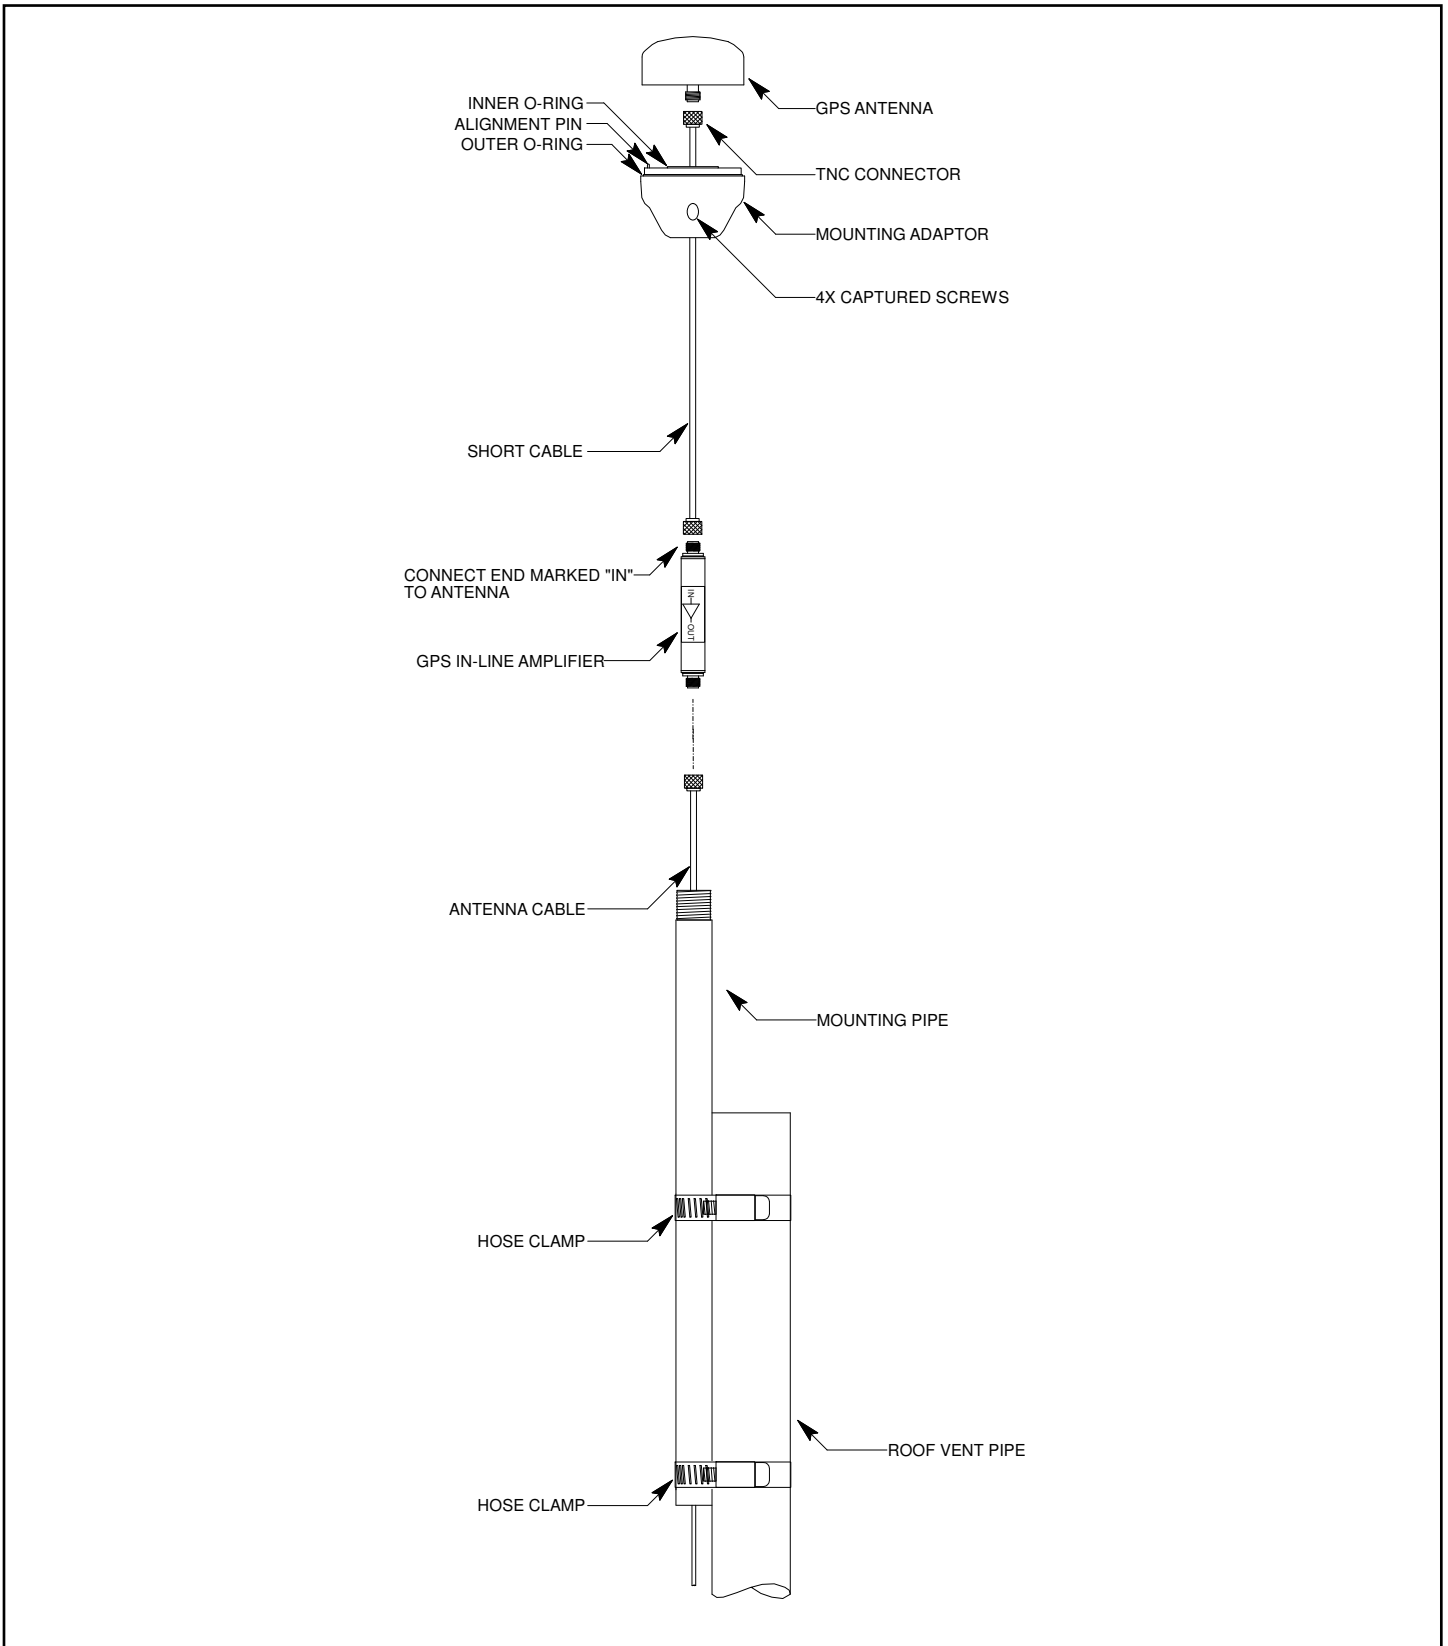 GPS ANTENNA
INNER O-RING
ALIGNMENT PIN
OUTER O-RING
TNC CONNECTOR
MOUNTING ADAPTOR
4X CAPTURED SCREWS
SHORT CABLE
CONNECT END MARKED "IN"
TO ANTENNA
IN
OUT
GPS IN-LINE AMPLIFIER
ANTENNA CABLE
MOUNTING PIPE
HOSE CLAMP
ROOF VENT PIPE
HOSE CLAMP